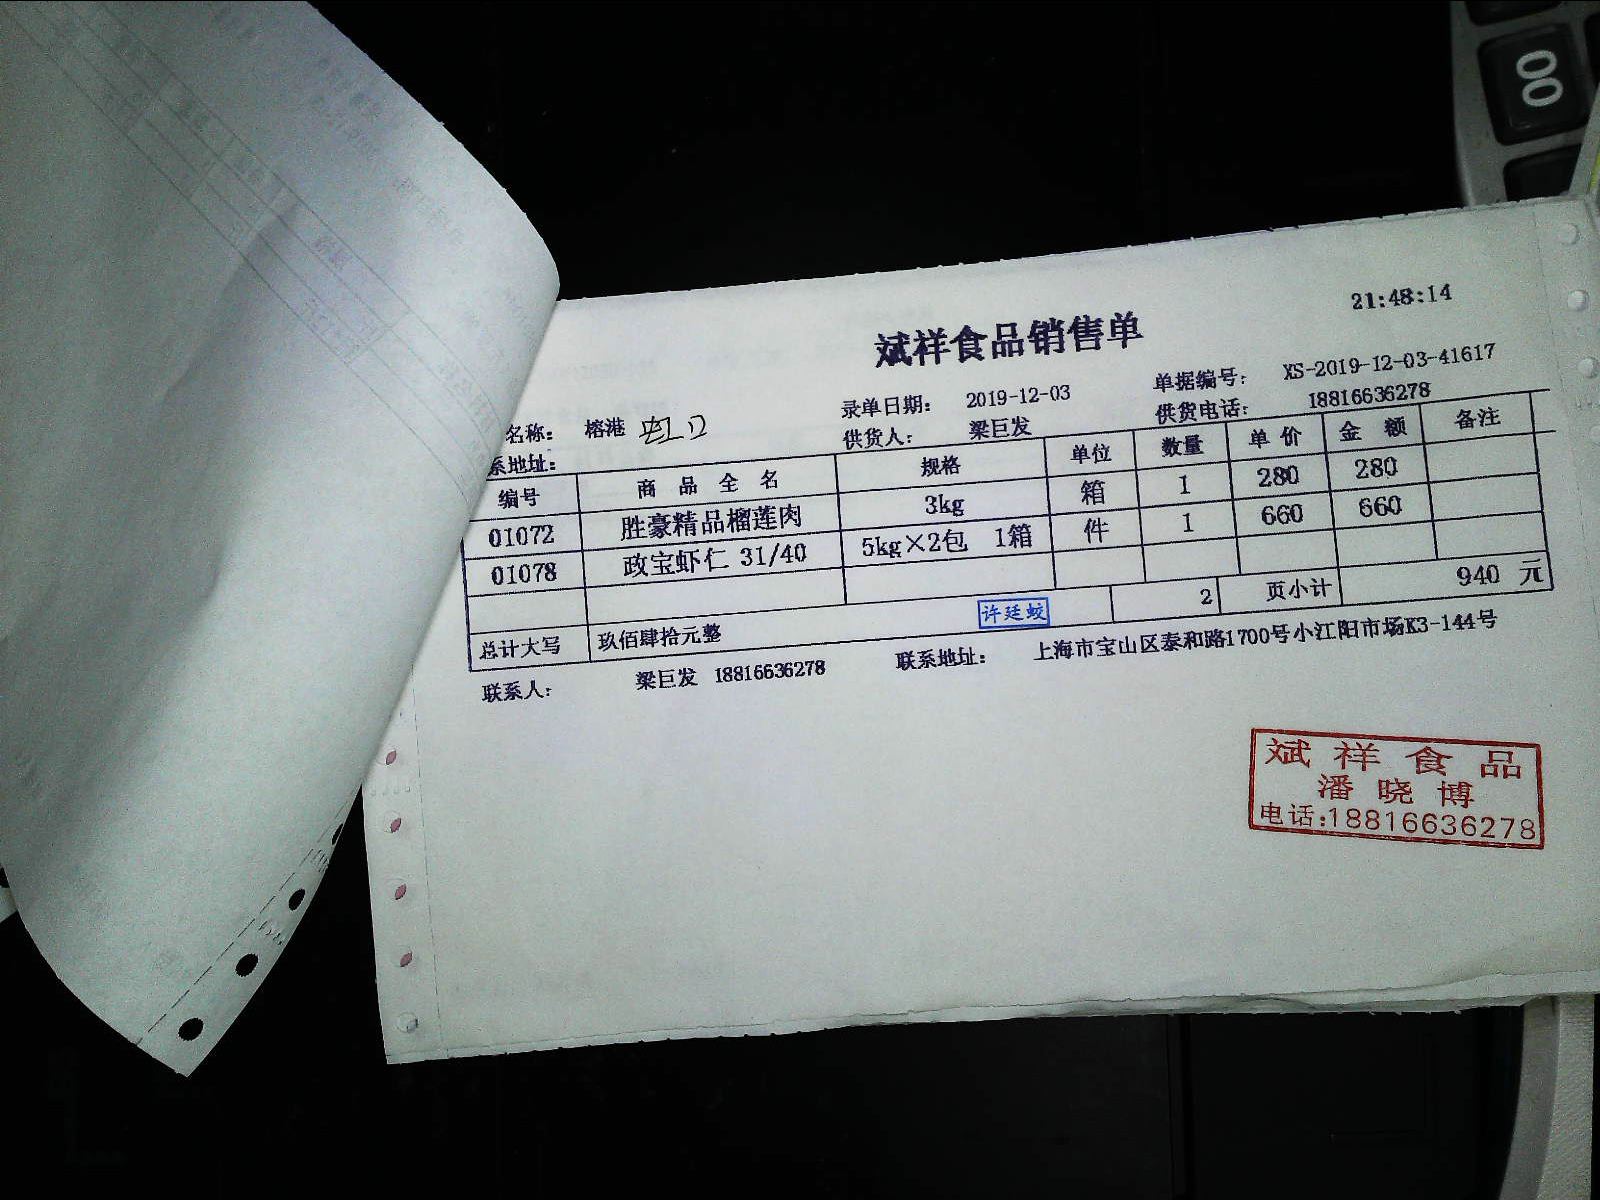 00
21:48:14
斌祥食品销售单
名称： 榕港 虹口 录单日期： 2019-12-03 单据编号： XS-2019-12-03-41617
系地址： 供货人： 梁巨发 供货电话： 18816636278
编号 商 品 全 名 规格 单位 数量 单 价 金 额 备注
01072 胜豪精品榴莲肉 3kg 箱 1 280 280
01078 政宝虾仁 31/40 5kg×2包 1箱 件 1 660 660
总计大写 玖佰肆拾元整 许廷蛟 2 页小计 940 元
联系人： 梁巨发 18816636278 联系地址： 上海市宝山区泰和路1700号小江阳市场K3-144号
斌祥食品
潘晓博
电话:18816636278